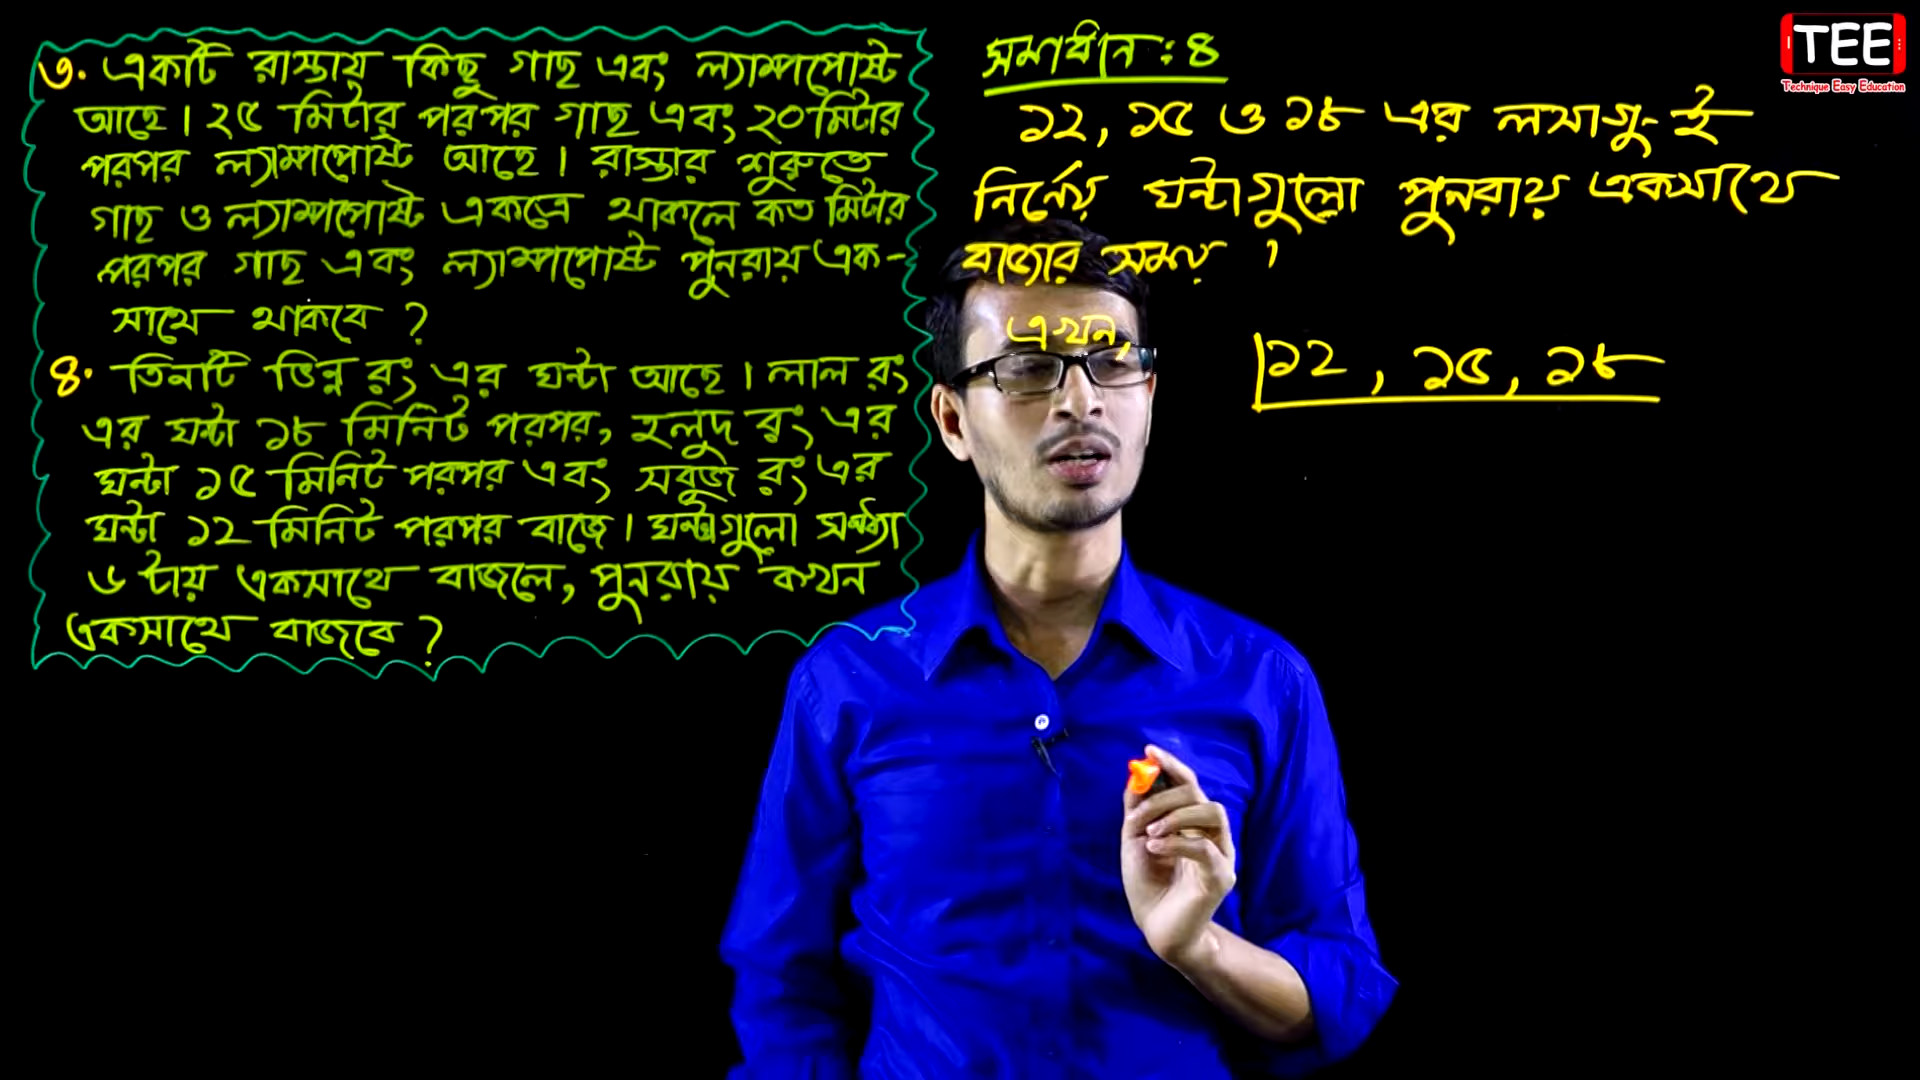 ৩. একটি রাস্তায় কিছু গাছ এবং ল্যাম্পপোষ্ট
আছে। ২৫ মিটার পরপর গাছ এবং ২০ মিটার
পরপর ল্যাম্পপোষ্ট আছে। রাস্তার শুরুতে
গাছ ও ল্যাম্পপোষ্ট একত্রে থাকলে কত মিটার
পরপর গাছ এবং ল্যাম্পপোষ্ট পুনরায় এক-
সাথে থাকবে ?
৪. তিনটি ভিন্ন রং এর ঘন্টা আছে। লাল রং
এর ঘন্টা ১৮ মিনিট পরপর, হলুদ রং এর
ঘন্টা ১৫ মিনিট পরপর এবং সবুজ রং এর
ঘন্টা ১২ মিনিট পরপর বাজে। ঘন্টাগুলো সন্ধ্যা
৬ টায় একসাথে বাজলে, পুনরায় কখন
একসাথে বাজবে ?
সমাধান : ৪
১২, ১৫ ও ১৮ এর লসাগু-ই
নির্ণেয় ঘন্টাগুলো পুনরায় একসাথে
বাজার সময় ।
এখন,
১২, ১৫, ১৮
TEE
Technique Easy Education